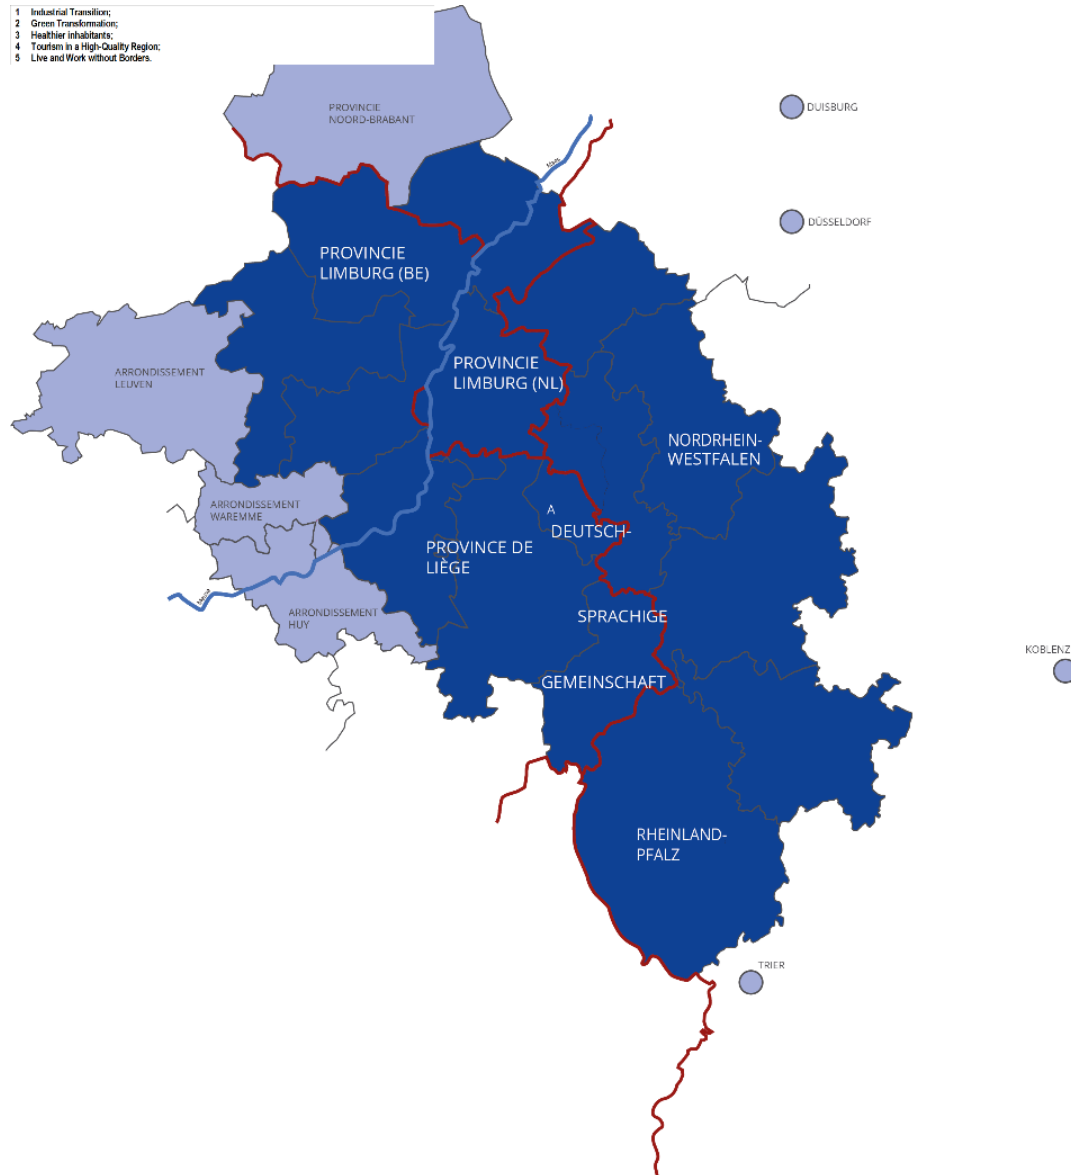 1 Industrial Transition;
2 Green Transformation;
3 Healthier inhabitants;
4 Tourism in a High-Quality Region;
5 Live and Work without Borders.
PROVINCIE
NOORD-BRABANT
DUISBURG
Maas
DÜSSELDORF
PROVINCIE
LIMBURG (BE)
PROVINCIE
LIMBURG (NL)
ARRONDISSEMENT
LEUVEN
NORDRHEIN-
WESTFALEN
ARRONDISSEMENT
WAREMME
A
DEUTSCH-
PROVINCE DE
LIÈGE
Meuse
ARRONDISSEMENT
HUY
SPRACHIGE
KOBLENZ
GEMEINSCHAFT
RHEINLAND-
PFALZ
TRIER